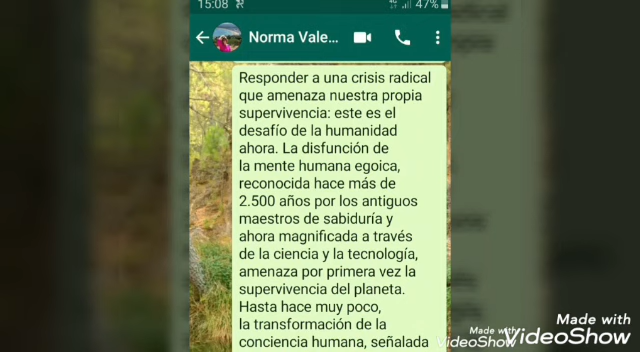 15:08
47%
Norma Vale...
Responder a una crisis radical
que amenaza nuestra propia
supervivencia: este es el
desafío de la humanidad
ahora. La disfunción de
la mente humana egoica,
reconocida hace más de
2.500 años por los antiguos
maestros de sabiduría y
ahora magnificada a través
de la ciencia y la tecnología,
amenaza por primera vez la
supervivencia del planeta.
Hasta hace muy poco,
la transformación de la
conciencia humana, señalada
Made with
VideoShow
Made with
VideoShow